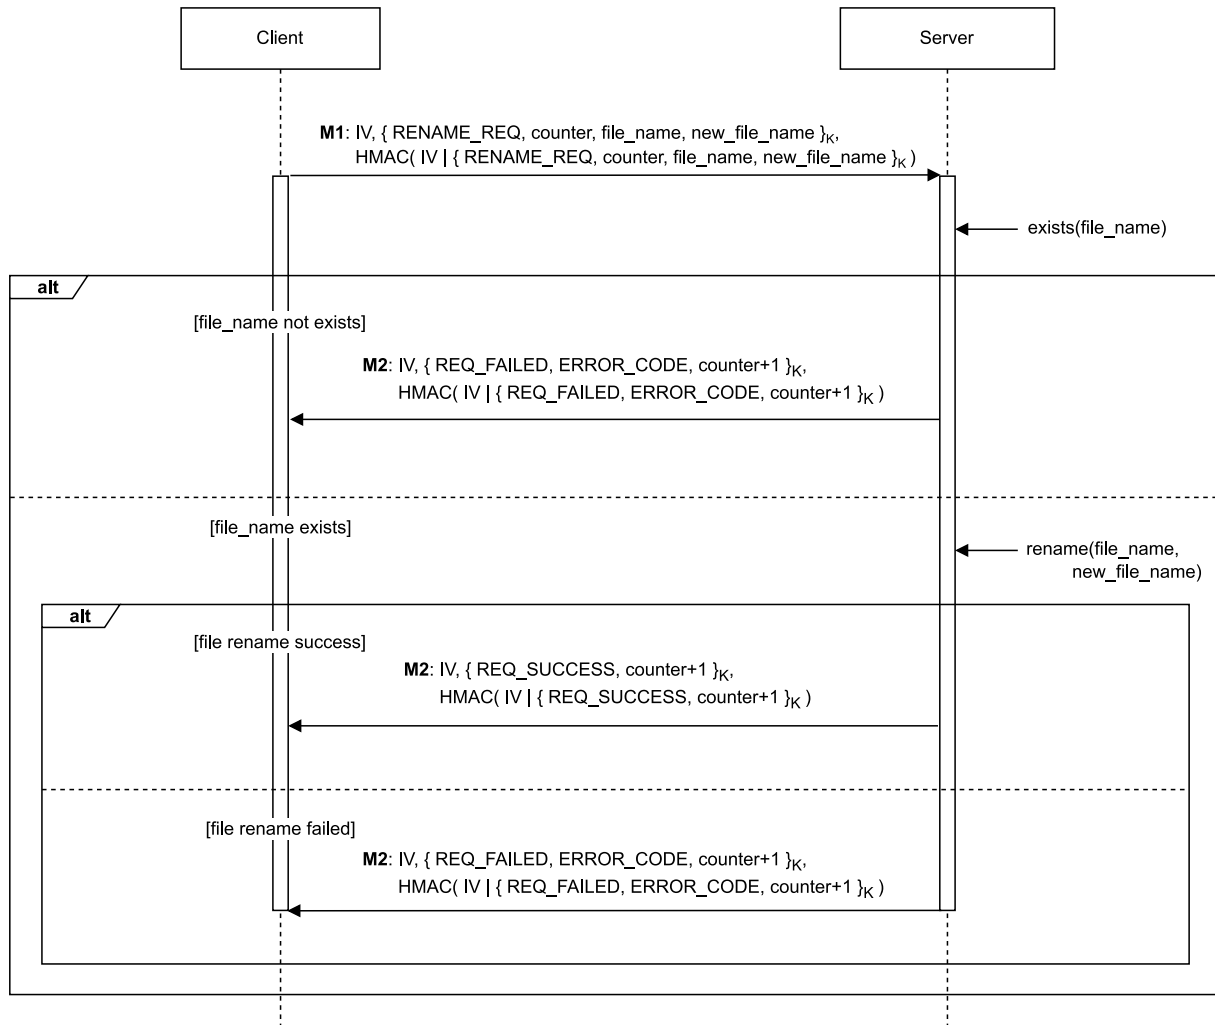 Client
Server
M1: IV, { RENAME_REQ, counter, file_name, new_file_name }K,
HMAC( IV | { RENAME_REQ, counter, file_name, new_file_name }K )
exists(file_name)
alt
[file_name not exists]
M2: IV, { REQ_FAILED, ERROR_CODE, counter+1 }K,
HMAC( IV | { REQ_FAILED, ERROR_CODE, counter+1 }K )
[file_name exists]
rename(file_name,
new_file_name)
alt
[file rename success]
M2: IV, { REQ_SUCCESS, counter+1 }K,
HMAC( IV | { REQ_SUCCESS, counter+1 }K )
[file rename failed]
M2: IV, { REQ_FAILED, ERROR_CODE, counter+1 }K,
HMAC( IV | { REQ_FAILED, ERROR_CODE, counter+1 }K )